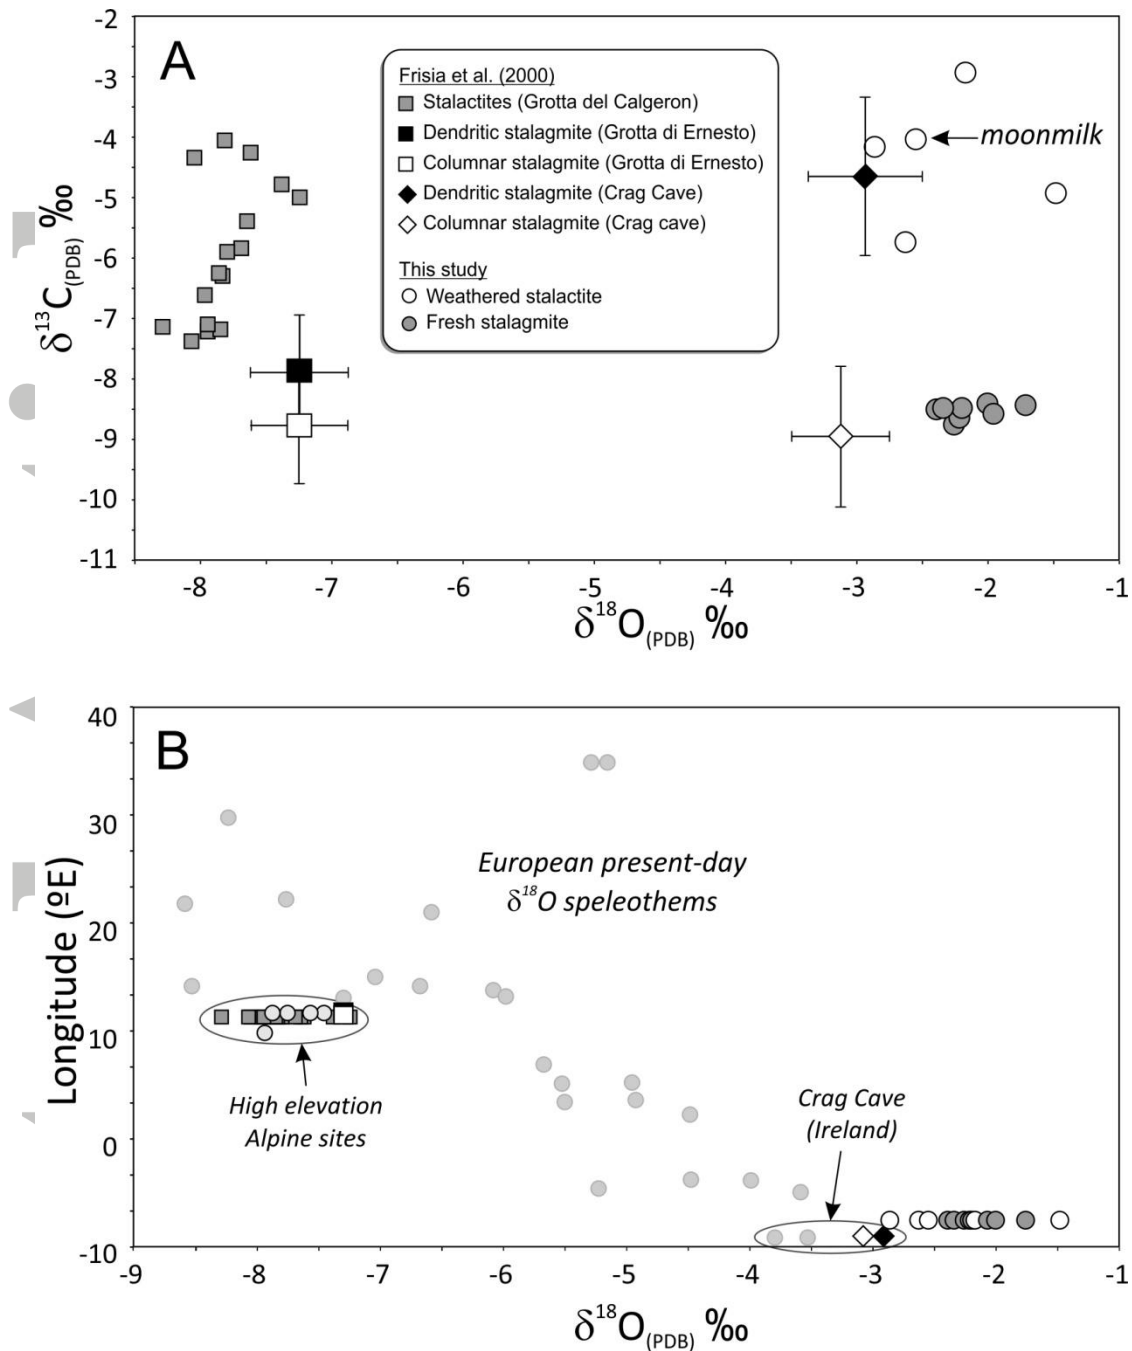 A
-2
-3
-4
-5
-6
-7
-8
-9
-10
-11
δ13C(PDB) ‰
Frisia et al. (2000)
Stalactites (Grotta del Calgeron)
Dendritic stalagmite (Grotta di Ernesto)
Columnar stalagmite (Grotta di Ernesto)
Dendritic stalagmite (Crag Cave)
Columnar stalagmite (Crag cave)
This study
Weathered stalactite
Fresh stalagmite
moonmilk
-8 -7 -6 -5 -4 -3 -2 -1
δ18O(PDB) ‰
B
40
30
20
10
0
-10
Longitude (ºE)
European present-day
δ18O speleothems
High elevation
Alpine sites
Crag Cave
(Ireland)
-9 -8 -7 -6 -5 -4 -3 -2 -1
δ18O(PDB) ‰